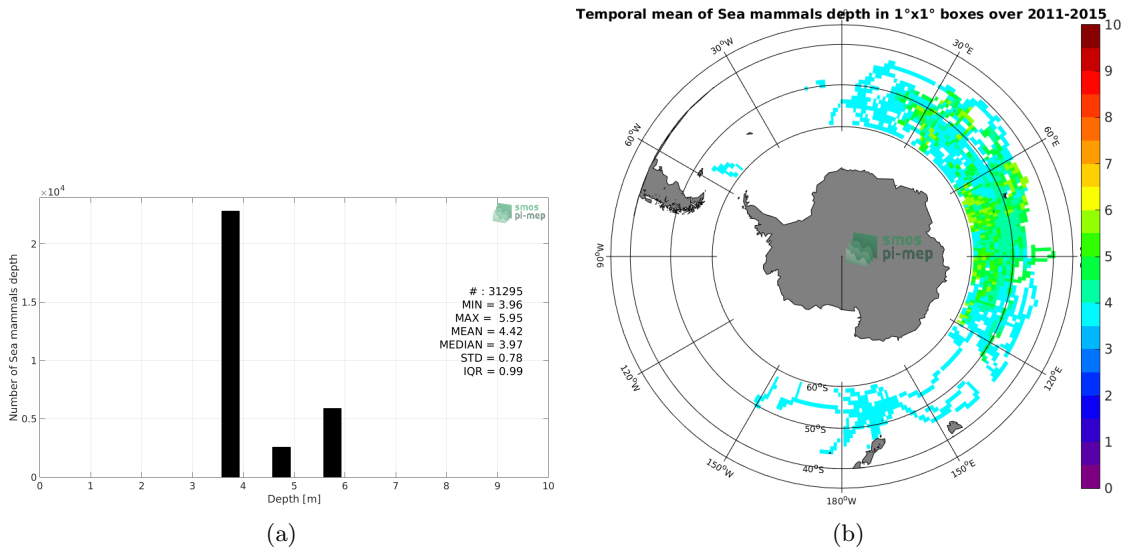 ×10⁴
2
1.5
1
0.5
0
0 1 2 3 4 5 6 7 8 9 10
Number of Sea mammals depth
Depth [m]
smos
pi-mep
# : 31295
MIN = 3.96
MAX = 5.95
MEAN = 4.42
MEDIAN = 3.97
STD = 0.78
IQR = 0.99
(a)
Temporal mean of Sea mammals depth in 1°x1° boxes over 2011-2015
30°W
30°E
60°W
60°E
90°W
120°W
120°E
150°W
150°E
180°W
60°S
50°S
40°S
smos
pi-mep
10
9
8
7
6
5
4
3
2
1
0
(b)